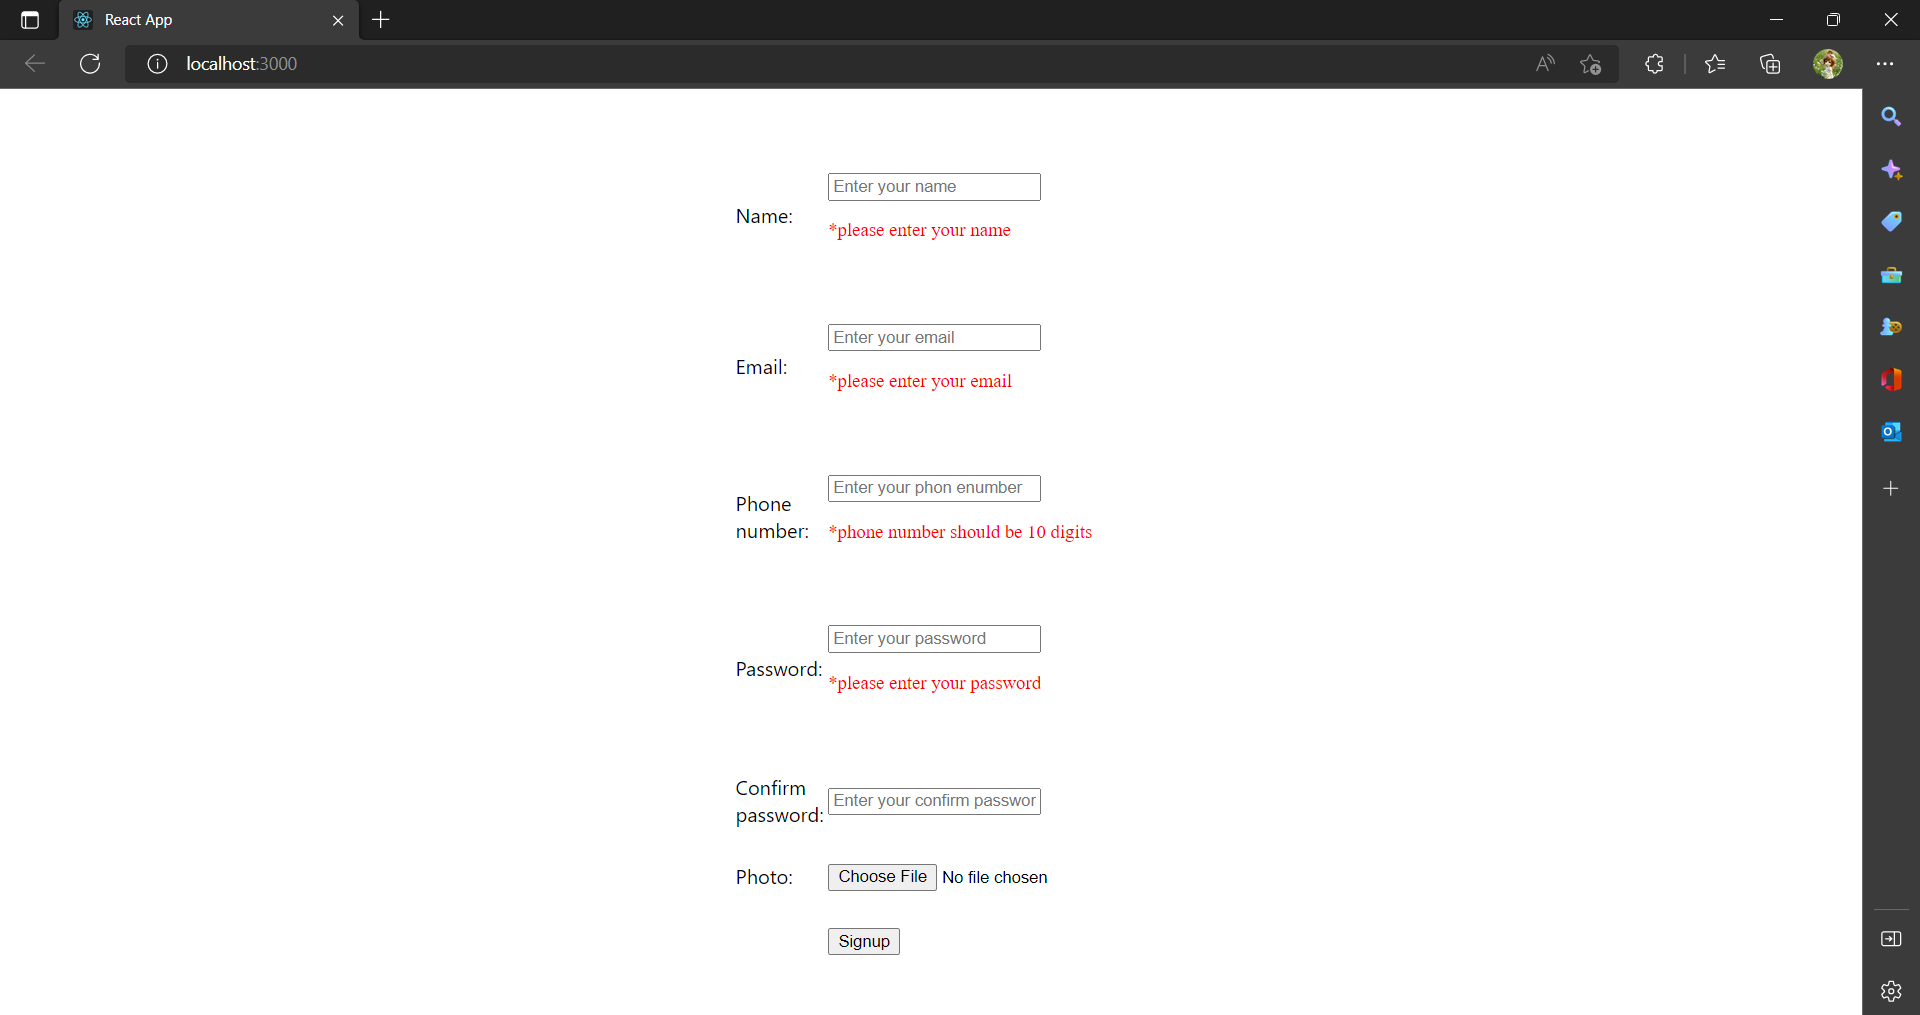 React App
localhost:3000
Enter your name
Name:
*please enter your name
Enter your email
Email:
*please enter your email
Enter your phon enumber
Phone
number:
*phone number should be 10 digits
Enter your password
Password:
*please enter your password
Confirm
password:
Enter your confirm passwor
Photo:
Choose File No file chosen
Signup